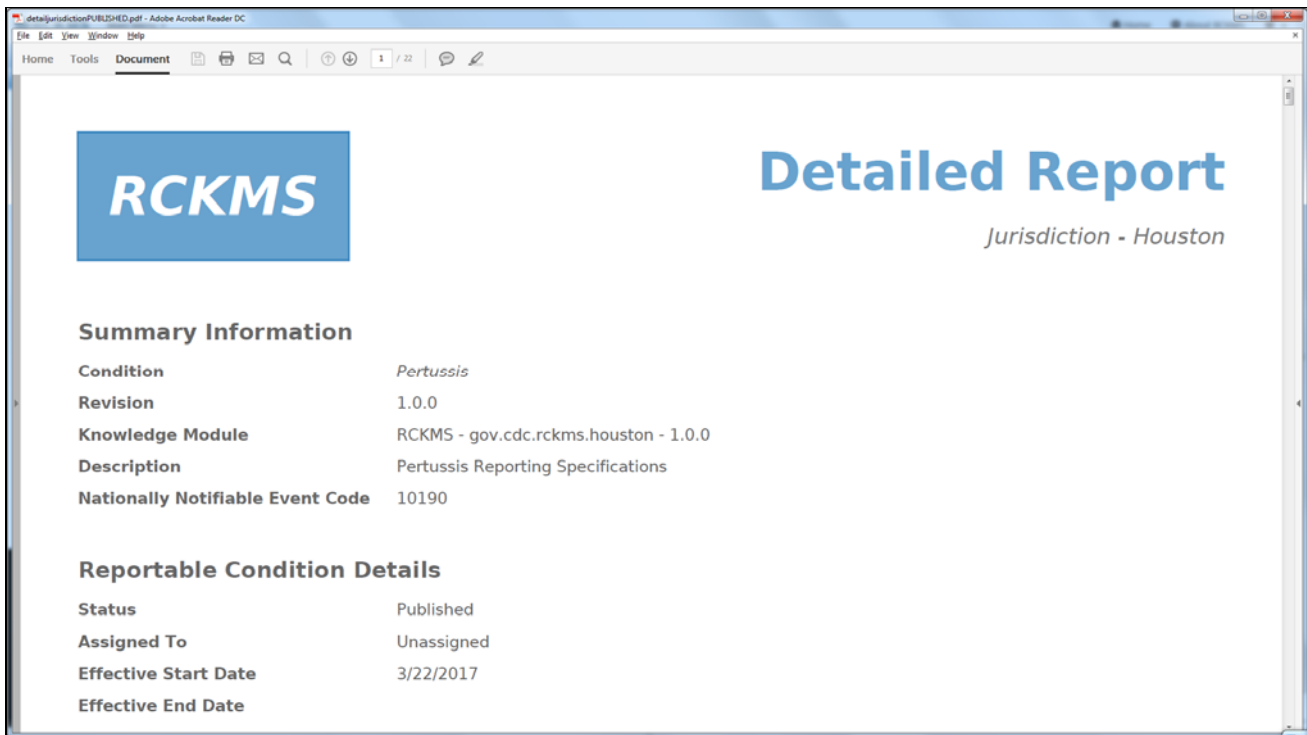 detailjurisdictionPUBLISHED.pdf - Adobe Acrobat Reader DC
File Edit View Window Help
Home Tools Document 1 / 22
RCKMS
Detailed Report
Jurisdiction - Houston
Summary Information
Condition Pertussis
Revision 1.0.0
Knowledge Module RCKMS - gov.cdc.rckms.houston - 1.0.0
Description Pertussis Reporting Specifications
Nationally Notifiable Event Code 10190
Reportable Condition Details
Status Published
Assigned To Unassigned
Effective Start Date 3/22/2017
Effective End Date